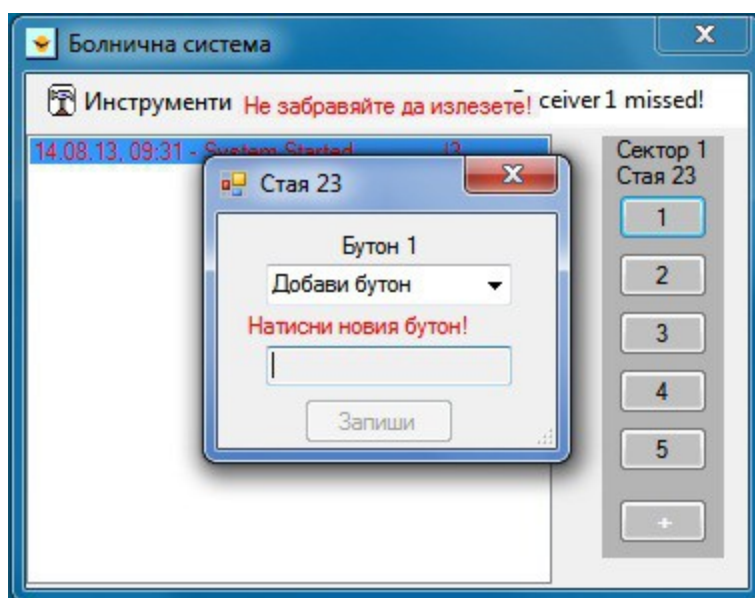 Болнична система
Инструменти Не забравяйте да излезете! ceiver 1 missed!
14.08.13, 09:31 - System Started
Сектор 1
Стая 23
1
2
3
4
5
+
Стая 23
Бутон 1
Добави бутон
Натисни новия бутон!
Запиши